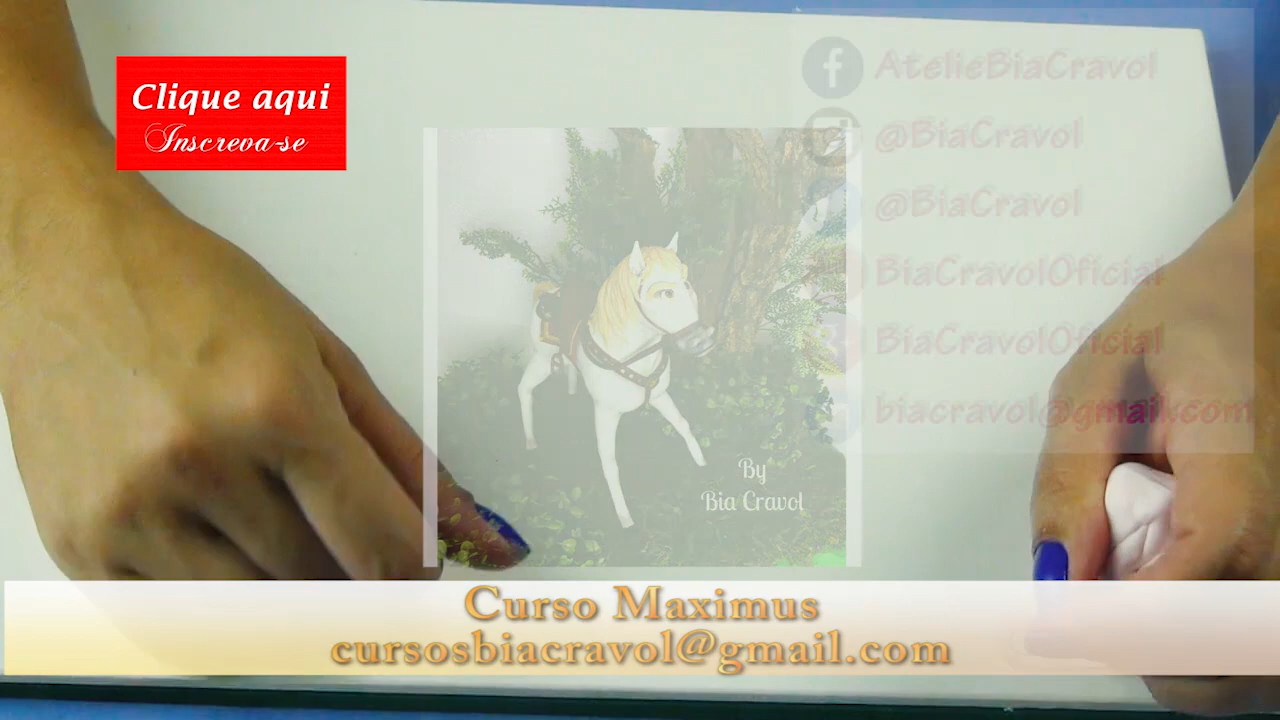 Clique aqui
Inscreva-se
AtelieBiaCravol
@BiaCravol
@BiaCravol
BiaCravolOficial
BiaCravolOficial
biacravol@gmail.com
By
Bia Cravol
Curso Maximus
cursosbiacravol@gmail.com